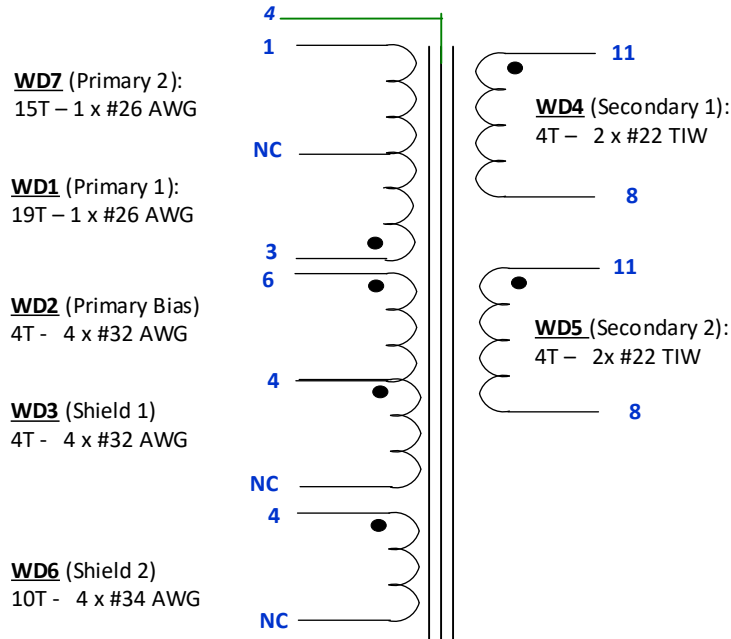 4
1
11
WD7 (Primary 2):
15T – 1 x #26 AWG
WD4 (Secondary 1):
4T – 2 x #22 TIW
NC
WD1 (Primary 1):
19T – 1 x #26 AWG
8
3
6
11
WD2 (Primary Bias)
4T - 4 x #32 AWG
WD5 (Secondary 2):
4T – 2x #22 TIW
4
WD3 (Shield 1)
4T - 4 x #32 AWG
8
NC
4
WD6 (Shield 2)
10T - 4 x #34 AWG
NC